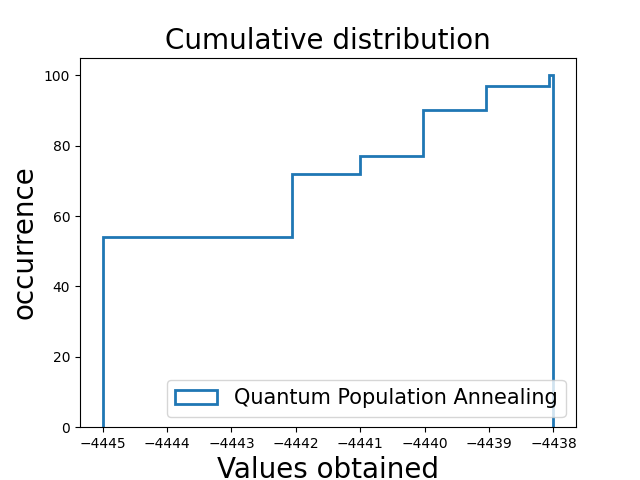 Cumulative distribution
occurrence
100
80
60
40
20
0
Quantum Population Annealing
−4445 −4444 −4443 −4442 −4441 −4440 −4439 −4438
Values obtained